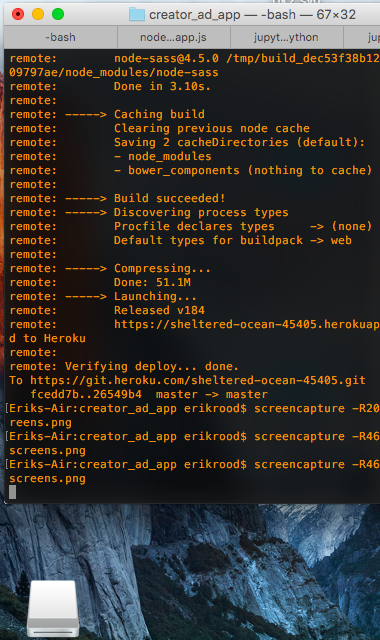 creator_ad_app — -bash — 67×32
-bash
node...app.js
jupyt...ython
remote: node-sass@4.5.0 /tmp/build_dec53f38b12
09797ae/node_modules/node-sass
remote: Done in 3.10s.
remote:
remote: -----> Caching build
remote: Clearing previous node cache
remote: Saving 2 cacheDirectories (default):
remote: - node_modules
remote: - bower_components (nothing to cache)
remote:
remote: -----> Build succeeded!
remote: -----> Discovering process types
remote: Procfile declares types -> (none)
remote: Default types for buildpack -> web
remote:
remote: -----> Compressing...
remote: Done: 51.1M
remote: -----> Launching...
remote: Released v184
remote: https://sheltered-ocean-45405.herokuap
d to Heroku
remote:
remote: Verifying deploy... done.
To https://git.heroku.com/sheltered-ocean-45405.git
fcedd7b..26549b4 master -> master
[Eriks-Air:creator_ad_app erikrood$ screencapture -R20
reens.png
[Eriks-Air:creator_ad_app erikrood$ screencapture -R46
screens.png
[Eriks-Air:creator_ad_app erikrood$ screencapture -R46
screens.png